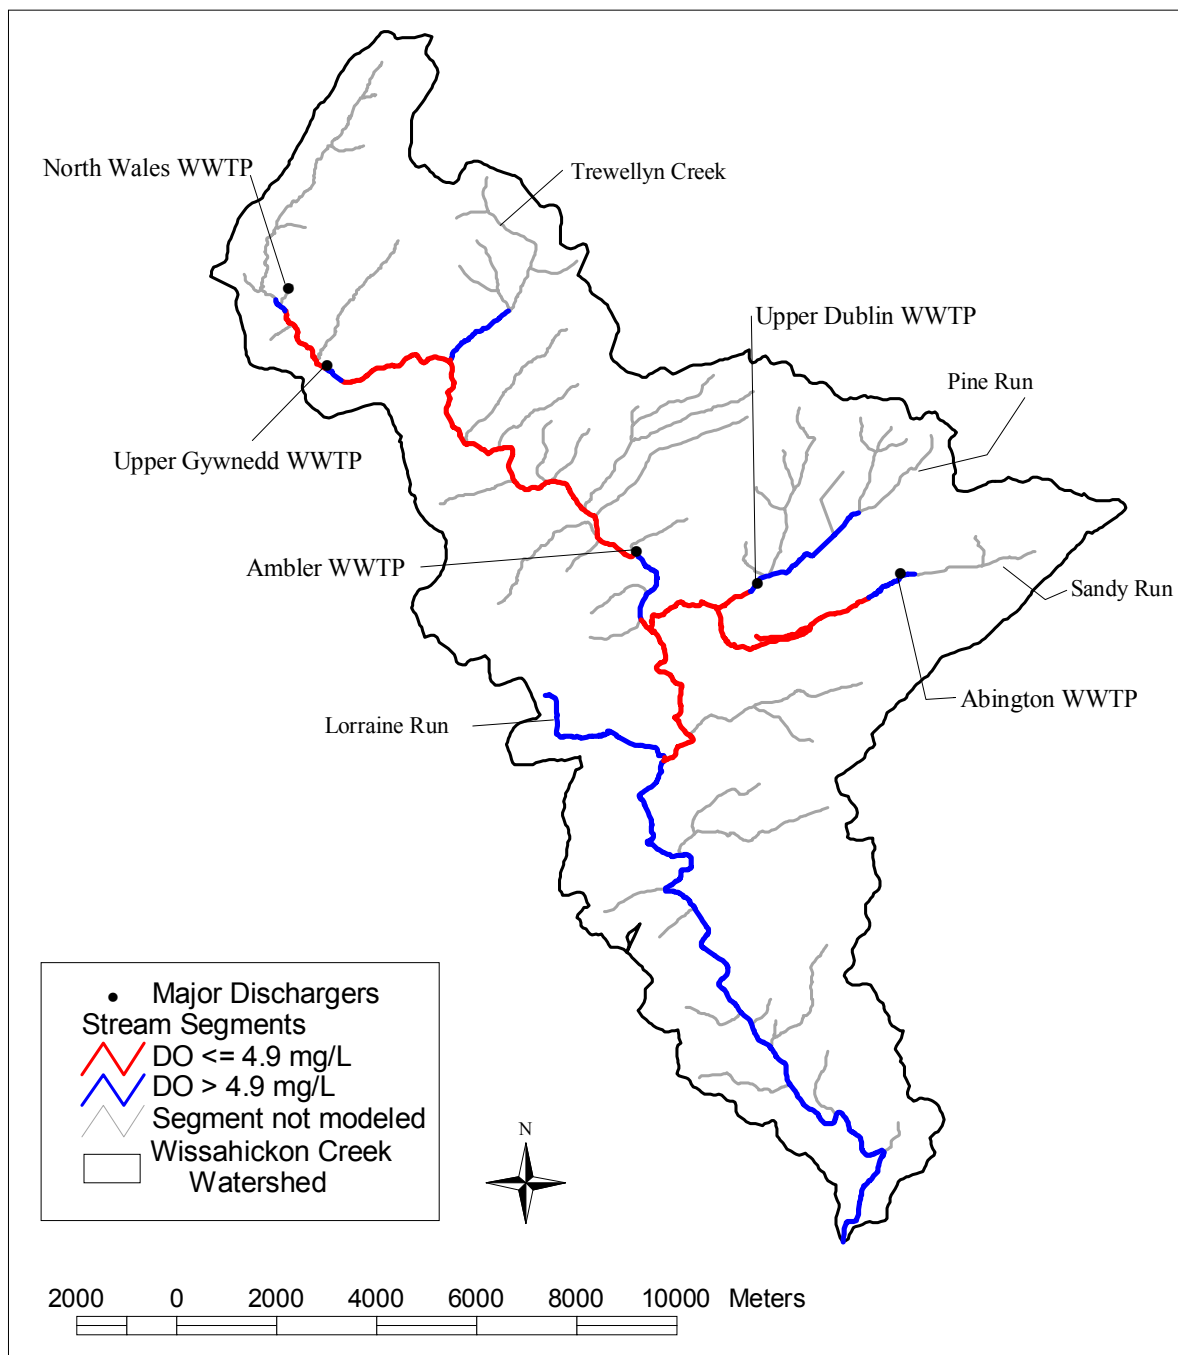 North Wales WWTP
Trewellyn Creek
Upper Dublin WWTP
Pine Run
Upper Gywnedd WWTP
Ambler WWTP
Sandy Run
Abington WWTP
Lorraine Run
Major Dischargers
Stream Segments
DO <= 4.9 mg/L
DO > 4.9 mg/L
Segment not modeled
Wissahickon Creek
Watershed
N
2000 0 2000 4000 6000 8000 10000 Meters